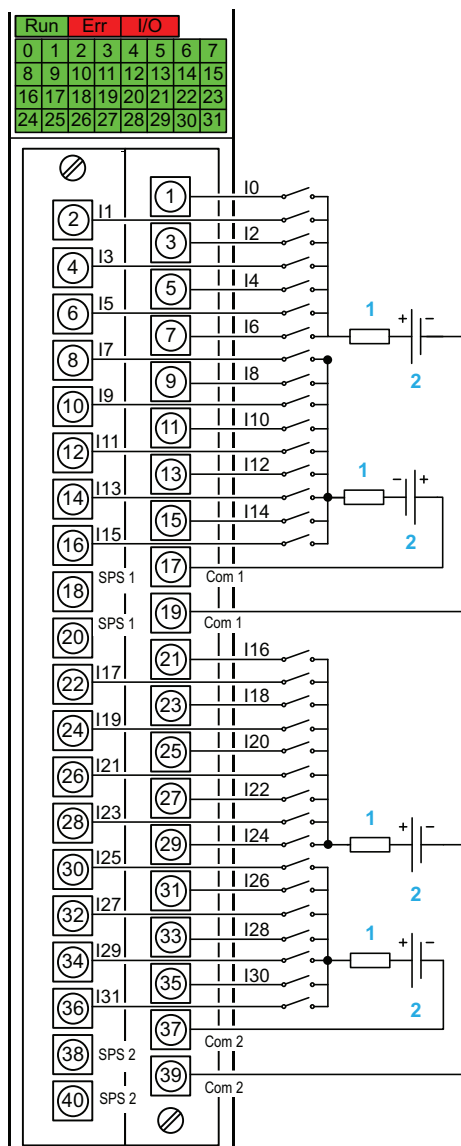 Run Err I/O
0 1 2 3 4 5 6 7
8 9 10 11 12 13 14 15
16 17 18 19 20 21 22 23
24 25 26 27 28 29 30 31
1 I0
2 I1
3 I2
4 I3
5 I4
6 I5
7 I6
1 + −
2
8 I7
9 I8
10 I9
11 I10
12 I11
13 I12
14 I13
1 − +
2
15 I14
16 I15
17 Com 1
18 SPS 1
19 Com 1
20 SPS 1
21 I16
22 I17
23 I18
24 I19
25 I20
26 I21
27 I22
28 I23
29 I24
1 + −
2
30 I25
31 I26
32 I27
33 I28
34 I29
1 + −
2
35 I30
36 I31
37 Com 2
38 SPS 2
39 Com 2
40 SPS 2